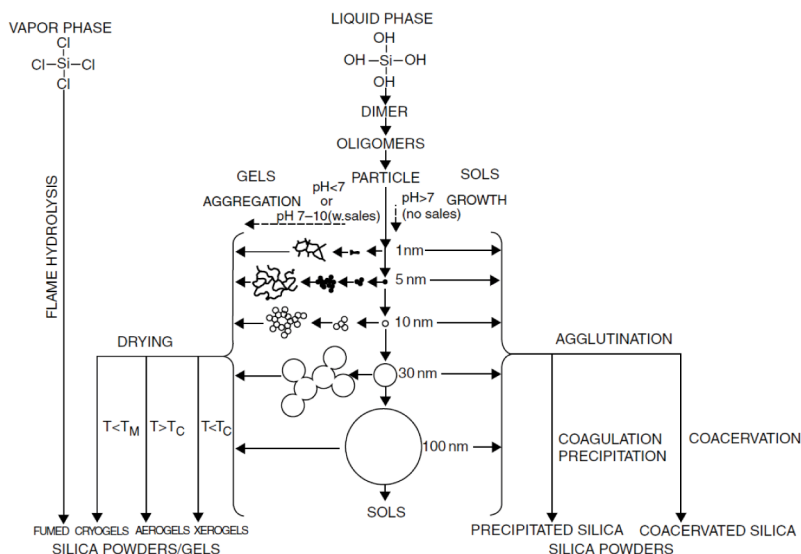 VAPOR PHASE
Cl
Cl–Si–Cl
Cl
LIQUID PHASE
OH
OH–Si–OH
OH
DIMER
OLIGOMERS
PARTICLE
GELS
AGGREGATION
pH<7
or
pH 7–10(w.sales)
pH>7
(no sales)
SOLS
GROWTH
FLAME HYDROLYSIS
1nm
5 nm
10 nm
30 nm
100 nm
SOLS
DRYING
T<TM
T>TC
T<TC
AGGLUTINATION
COAGULATION
PRECIPITATION
COACERVATION
FUMED CRYOGELS AEROGELS XEROGELS
SILICA POWDERS/GELS
PRECIPITATED SILICA COACERVATED SILICA
SILICA POWDERS